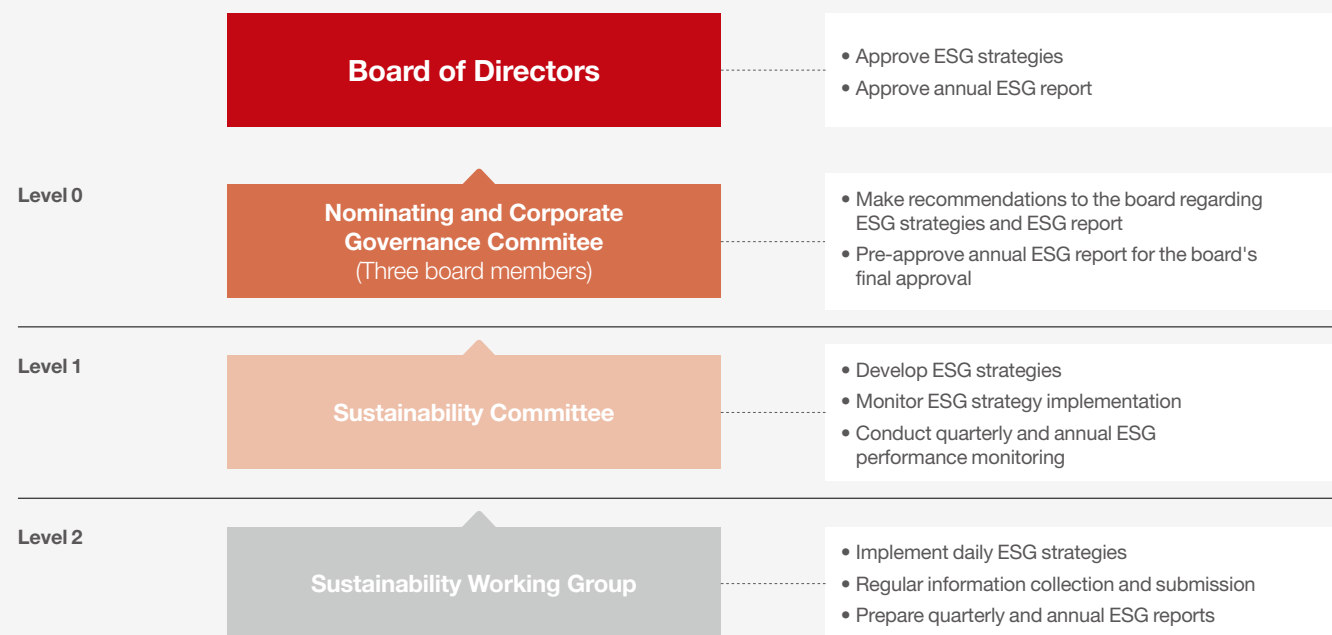 Board of Directors
• Approve ESG strategies
• Approve annual ESG report
Level 0
Nominating and Corporate
Governance Commitee
(Three board members)
• Make recommendations to the board regarding
ESG strategies and ESG report
• Pre-approve annual ESG report for the board's
final approval
Level 1
Sustainability Committee
• Develop ESG strategies
• Monitor ESG strategy implementation
• Conduct quarterly and annual ESG
performance monitoring
Level 2
Sustainability Working Group
• Implement daily ESG strategies
• Regular information collection and submission
• Prepare quarterly and annual ESG reports